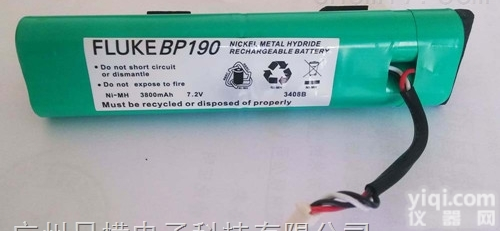 FLUKE BP190 NICKEL METAL HYDRIDE
RECHARGEABLE BATTERY
● Do not short circuit
or dismantle
● Do not expose to fire
Ni-MH 3800mAh 7.2V 3408B
Must be recycled or disposed of properly
yiqi.com
仪器网